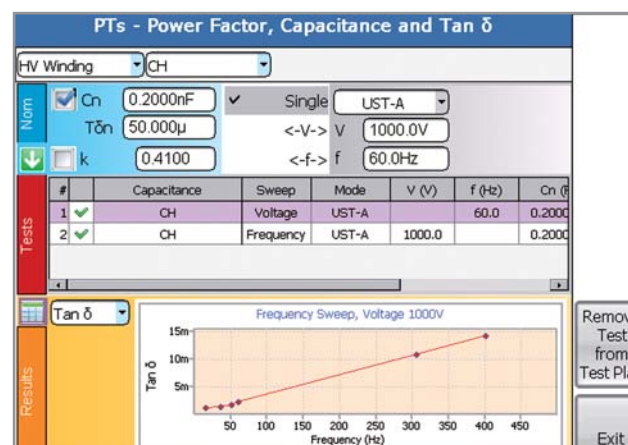 PTs - Power Factor, Capacitance and Tan δ
HV Winding CH
Nom
Cn 0.2000nF Single UST-A
Tδn 50.000µ <-V-> V 1000.0V
k 0.4100 <-f-> f 60.0Hz
Tests
# Capacitance Sweep Mode V (V) f (Hz) Cn (F
1 CH Voltage UST-A 60.0 0.2000
2 CH Frequency UST-A 1000.0 0.2000
Results
Tan δ
Frequency Sweep, Voltage 1000V
Tan δ
15m
10m
5m
50 100 150 200 250 300 350 400 450
Frequency (Hz)
Remov
Test
from
Test Pla
Exit